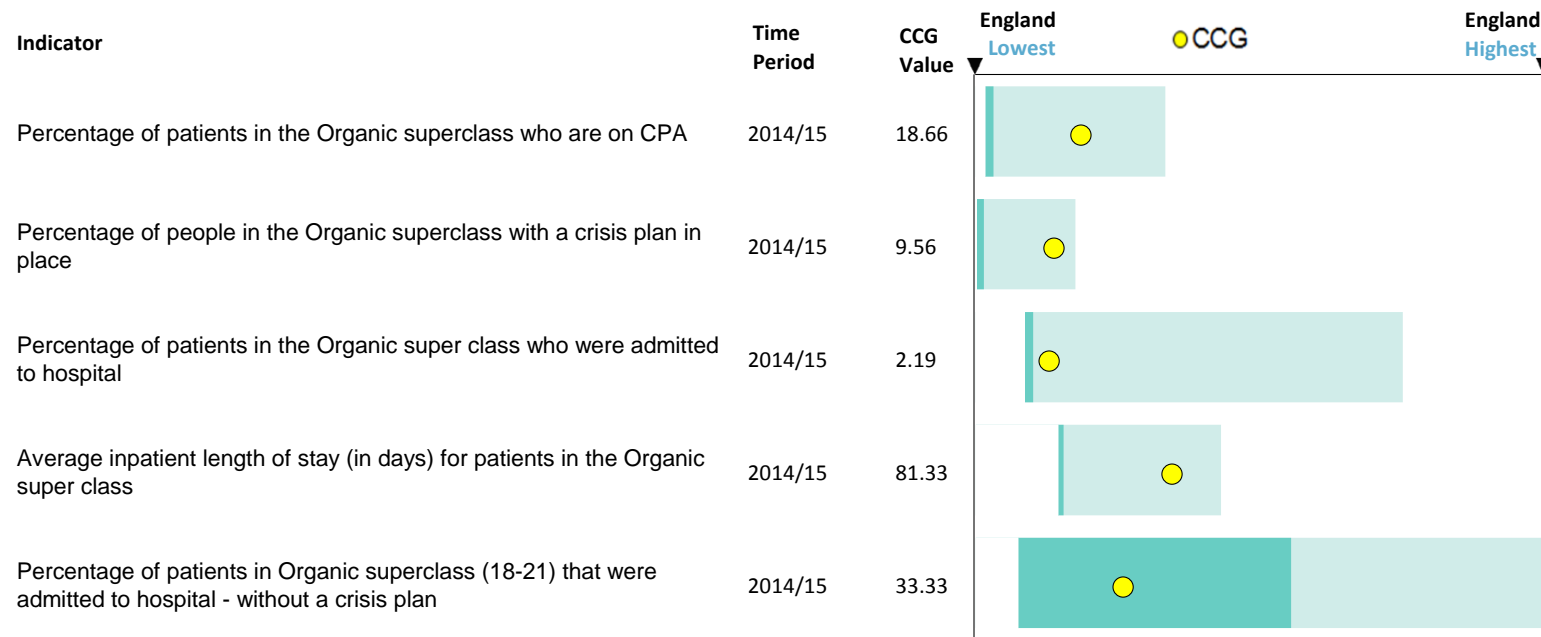 Indicator
Time
Period
CCG
Value
England
Lowest
CCG
England
Highest
Percentage of patients in the Organic superclass who are on CPA
2014/15
18.66
Percentage of people in the Organic superclass with a crisis plan in
place
2014/15
9.56
Percentage of patients in the Organic super class who were admitted
to hospital
2014/15
2.19
Average inpatient length of stay (in days) for patients in the Organic
super class
2014/15
81.33
Percentage of patients in Organic superclass (18-21) that were
admitted to hospital - without a crisis plan
2014/15
33.33